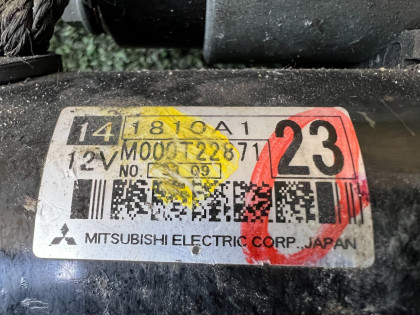 14 1810A1
12V M000T22871 23
NO. 09
MITSUBISHI ELECTRIC CORP., JAPAN